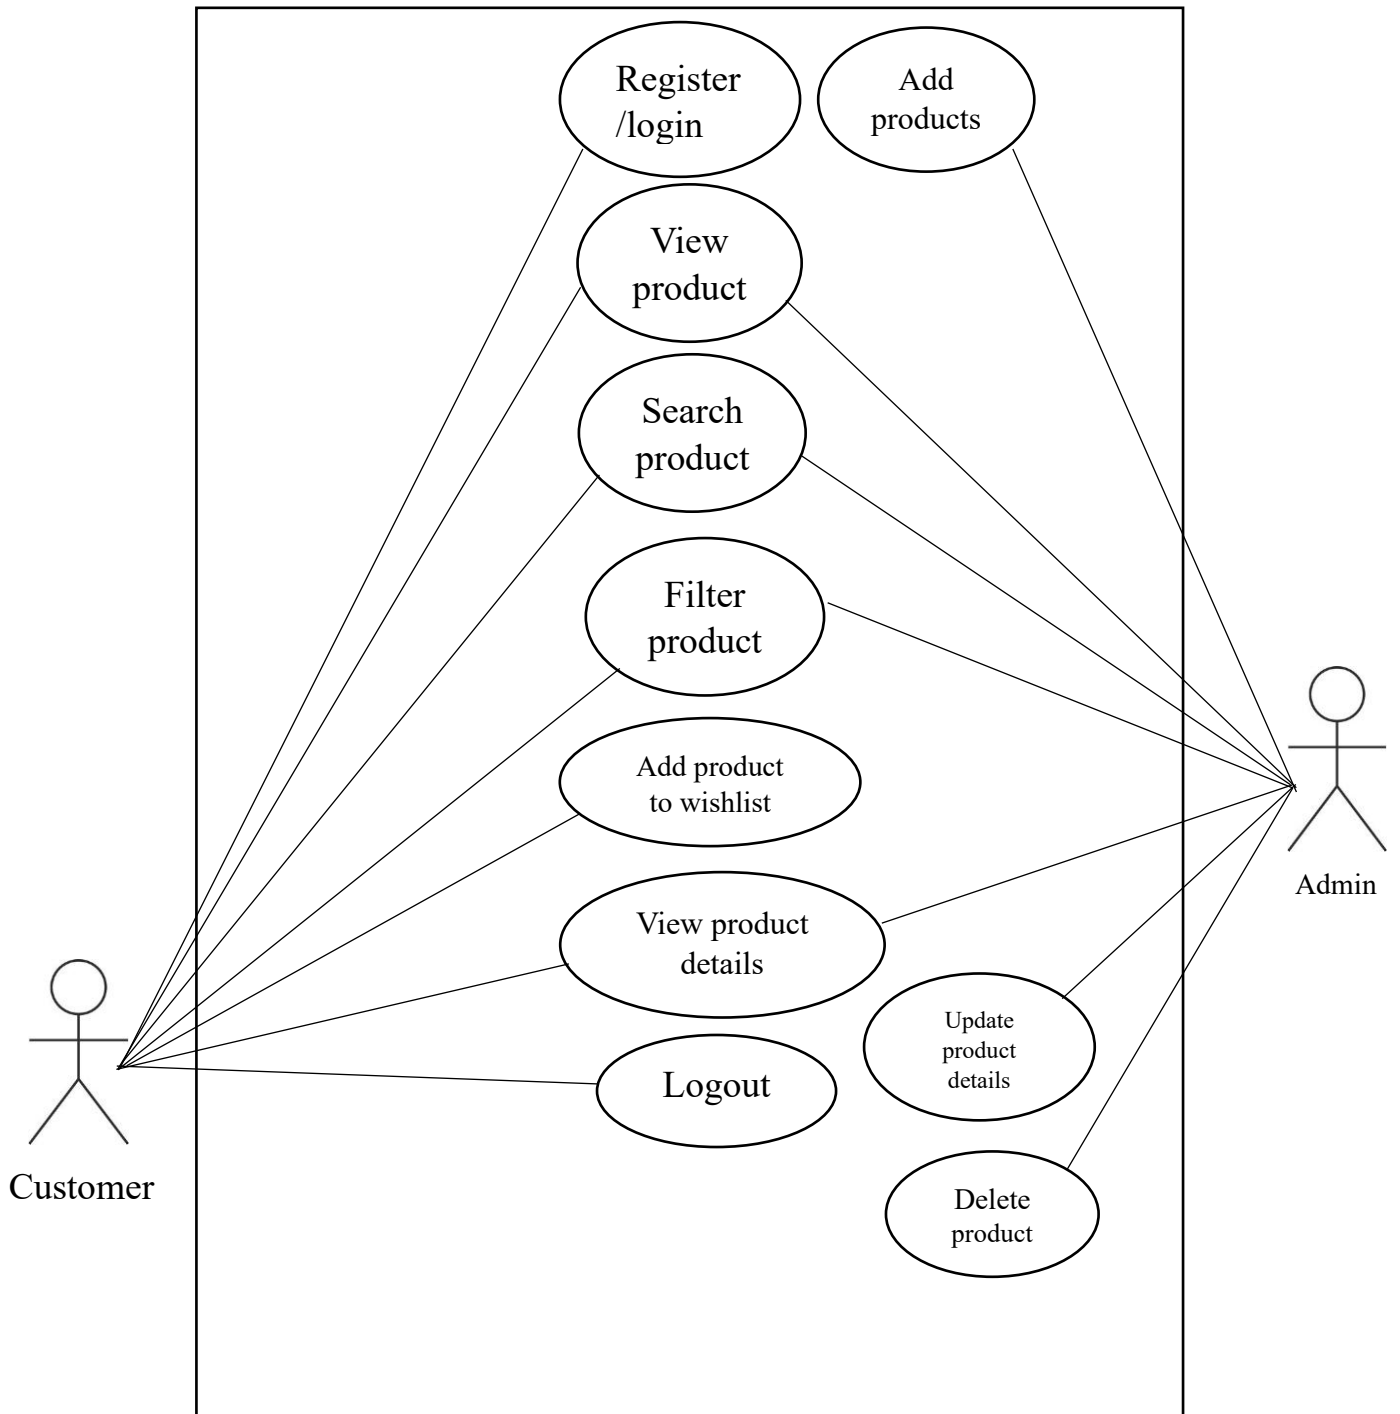 Register
/login
Add
products
View
product
Search
product
Filter
product
Add product
to wishlist
View product
details
Logout
Update
product
details
Delete
product
Admin
Customer